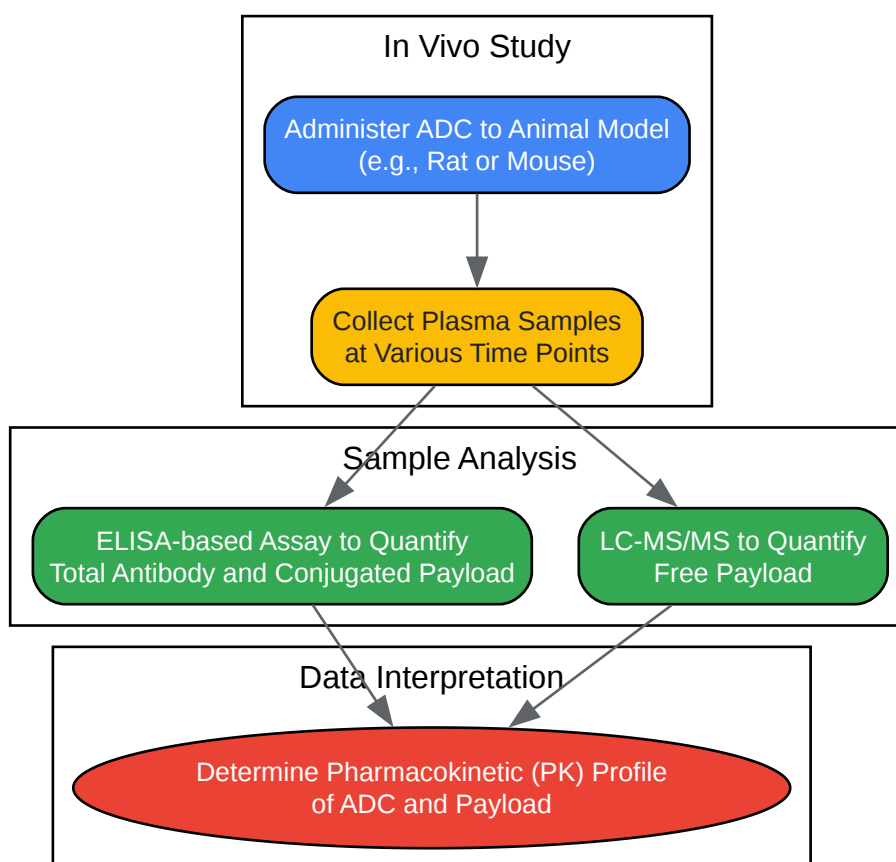 In Vivo Study
Administer ADC to Animal Model
(e.g., Rat or Mouse)
Collect Plasma Samples
at Various Time Points
Sample Analysis
ELISA-based Assay to Quantify
Total Antibody and Conjugated Payload
LC-MS/MS to Quantify
Free Payload
Data Interpretation
Determine Pharmacokinetic (PK) Profile
of ADC and Payload